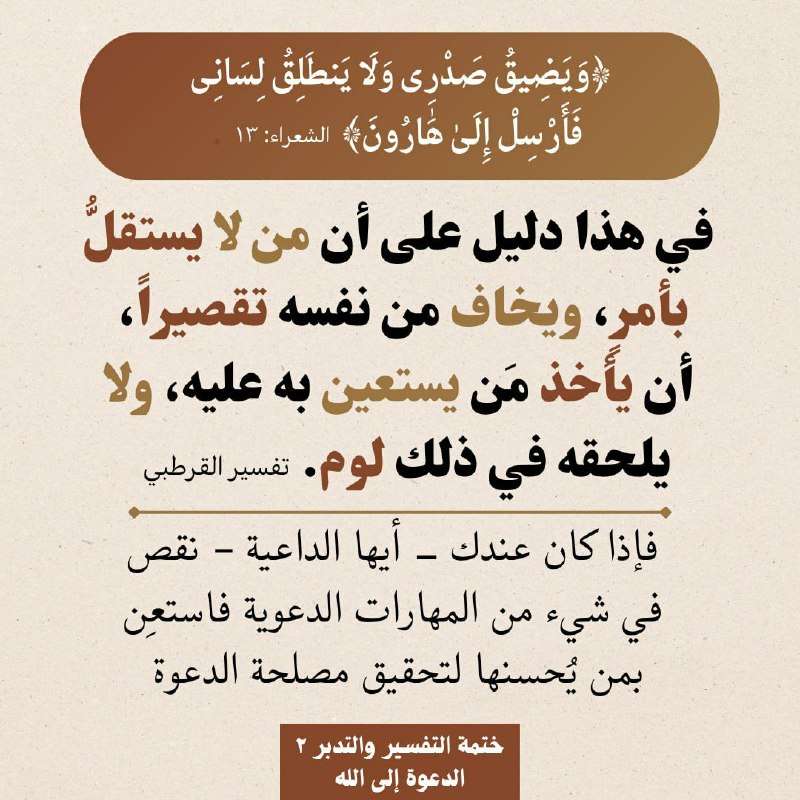 ﴿وَيَضِيقُ صَدْرِى وَلَا يَنطَلِقُ لِسَانِى
فَأَرْسِلْ إِلَىٰ هَٰارُونَ﴾ الشعراء: ١٣
في هذا دليل على أن من لا يستقلُّ
بأمرٍ، ويخاف من نفسه تقصيراً،
أن يأخذ مَن يستعين به عليه، ولا
يلحقه في ذلك لوم. تفسير القرطبي
فإذا كان عندك – أيها الداعية – نقص
في شيء من المهارات الدعوية فاستعِن
بمن يُحسنها لتحقيق مصلحة الدعوة
ختمة التفسير والتدبر ٢
الدعوة إلى الله